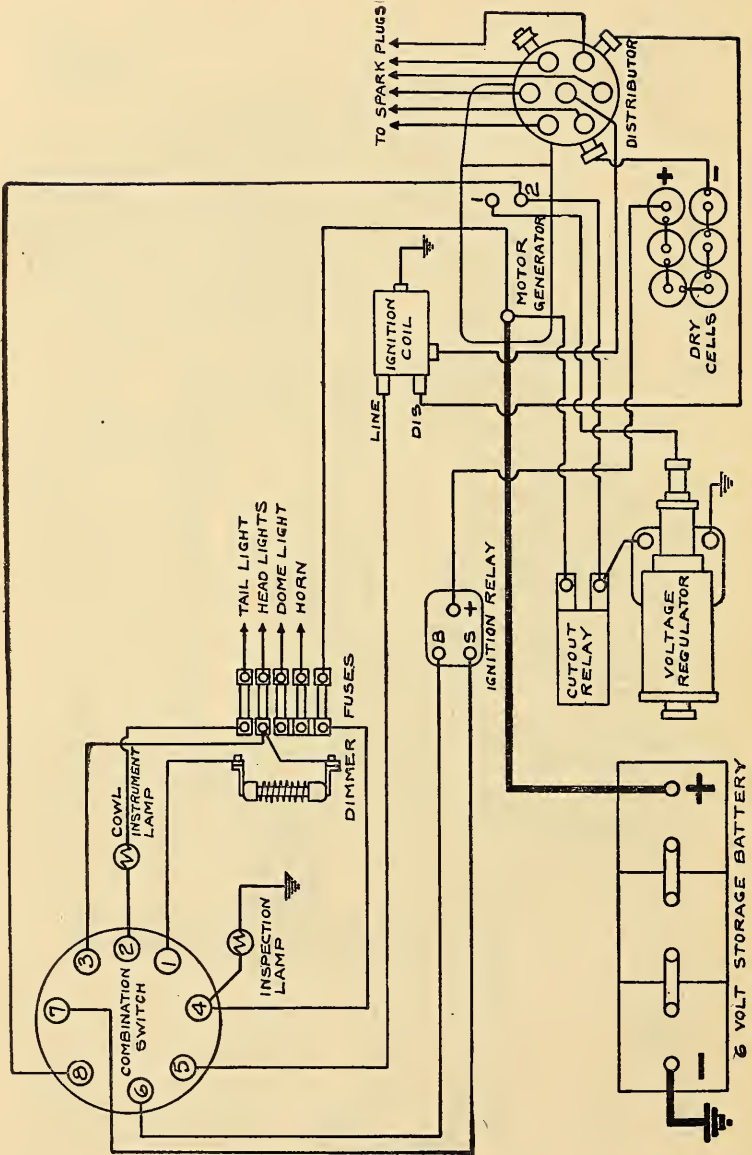 TO SPARK PLUGS
DISTRIBUTOR
1
2
MOTOR
GENERATOR
+
-
DRY
CELLS
IGNITION
COIL
LINE
DIS
TAIL LIGHT
HEAD LIGHTS
DOME LIGHT
HORN
FUSES
DIMMER
B
+
S
IGNITION RELAY
CUTOUT
RELAY
VOLTAGE
REGULATOR
COWL
INSTRUMENT
LAMP
INSPECTION
LAMP
COMBINATION
SWITCH
1
2
3
4
5
6
7
8
+
-
6 VOLT STORAGE BATTERY